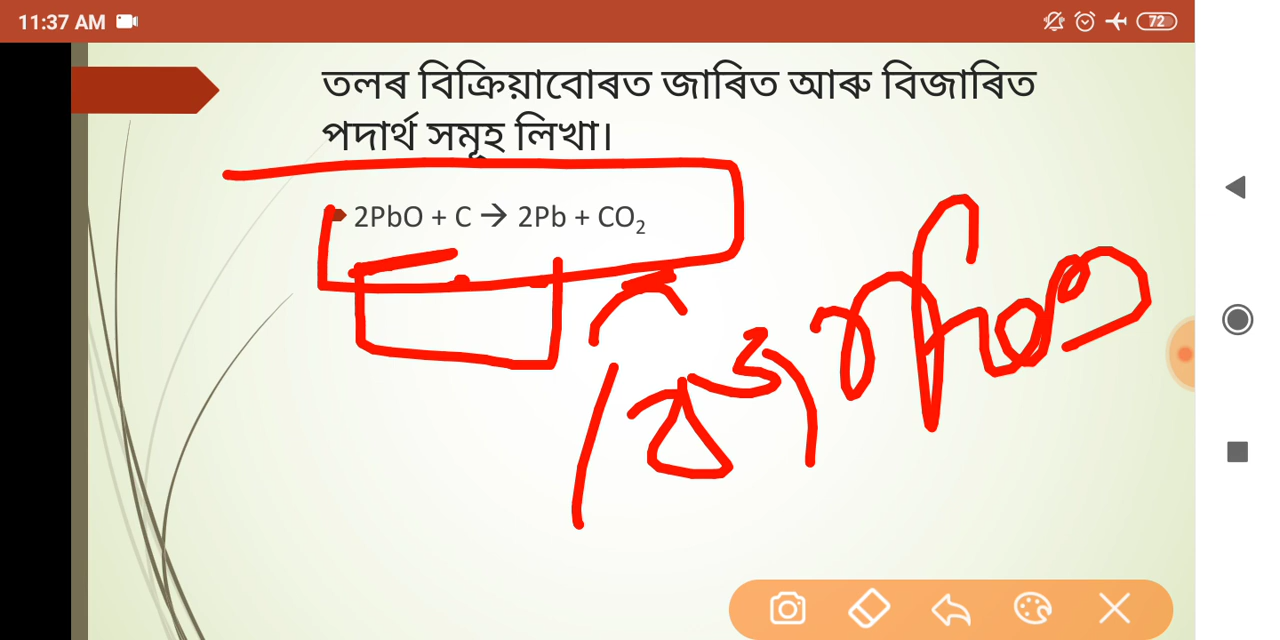 11:37 AM
72
তলৰ বিক্ৰিয়াবোৰত জাৰিত আৰু বিজাৰিত
পদাৰ্থ সমূহ লিখা।
2PbO + C → 2Pb + CO₂
বিজাৰিত